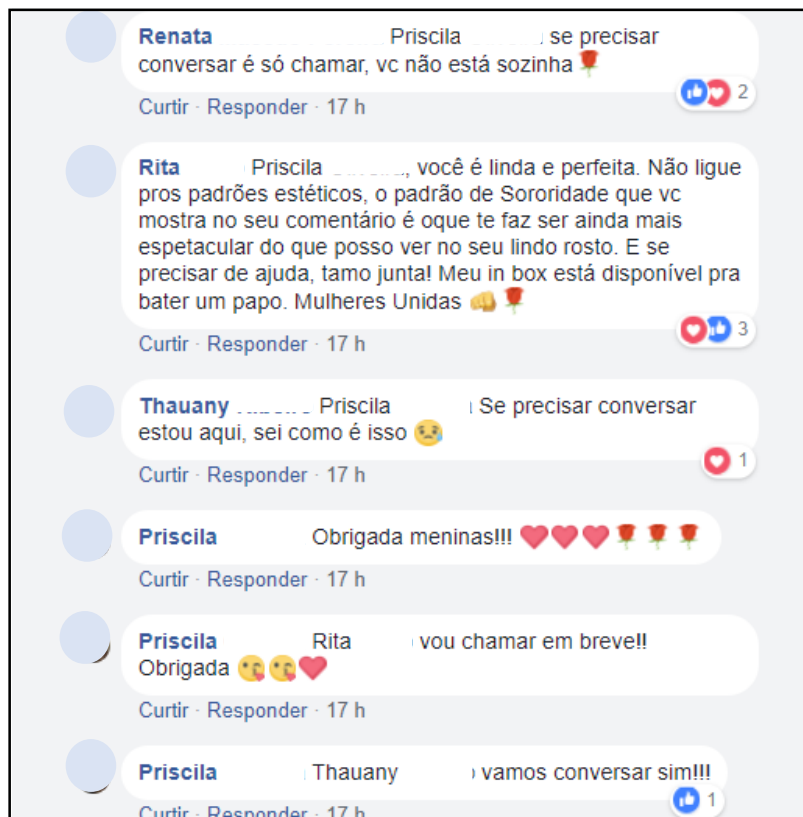 Renata Priscila se precisar
conversar é só chamar, vc não está sozinha🌹
2
Curtir · Responder · 17 h
Rita Priscila , você é linda e perfeita. Não ligue
pros padrões estéticos, o padrão de Sororidade que vc
mostra no seu comentário é oque te faz ser ainda mais
espetacular do que posso ver no seu lindo rosto. E se
precisar de ajuda, tamo junta! Meu in box está disponível pra
bater um papo. Mulheres Unidas 👊🌹
3
Curtir · Responder · 17 h
Thauany Priscila Se precisar conversar
estou aqui, sei como é isso 😢
1
Curtir · Responder · 17 h
Priscila Obrigada meninas!!! ❤❤❤🌹🌹🌹
Curtir · Responder · 17 h
Priscila Rita vou chamar em breve!!
Obrigada 😘😘❤
Curtir · Responder · 17 h
Priscila Thauany vamos conversar sim!!!
1
Curtir · Responder · 17 h